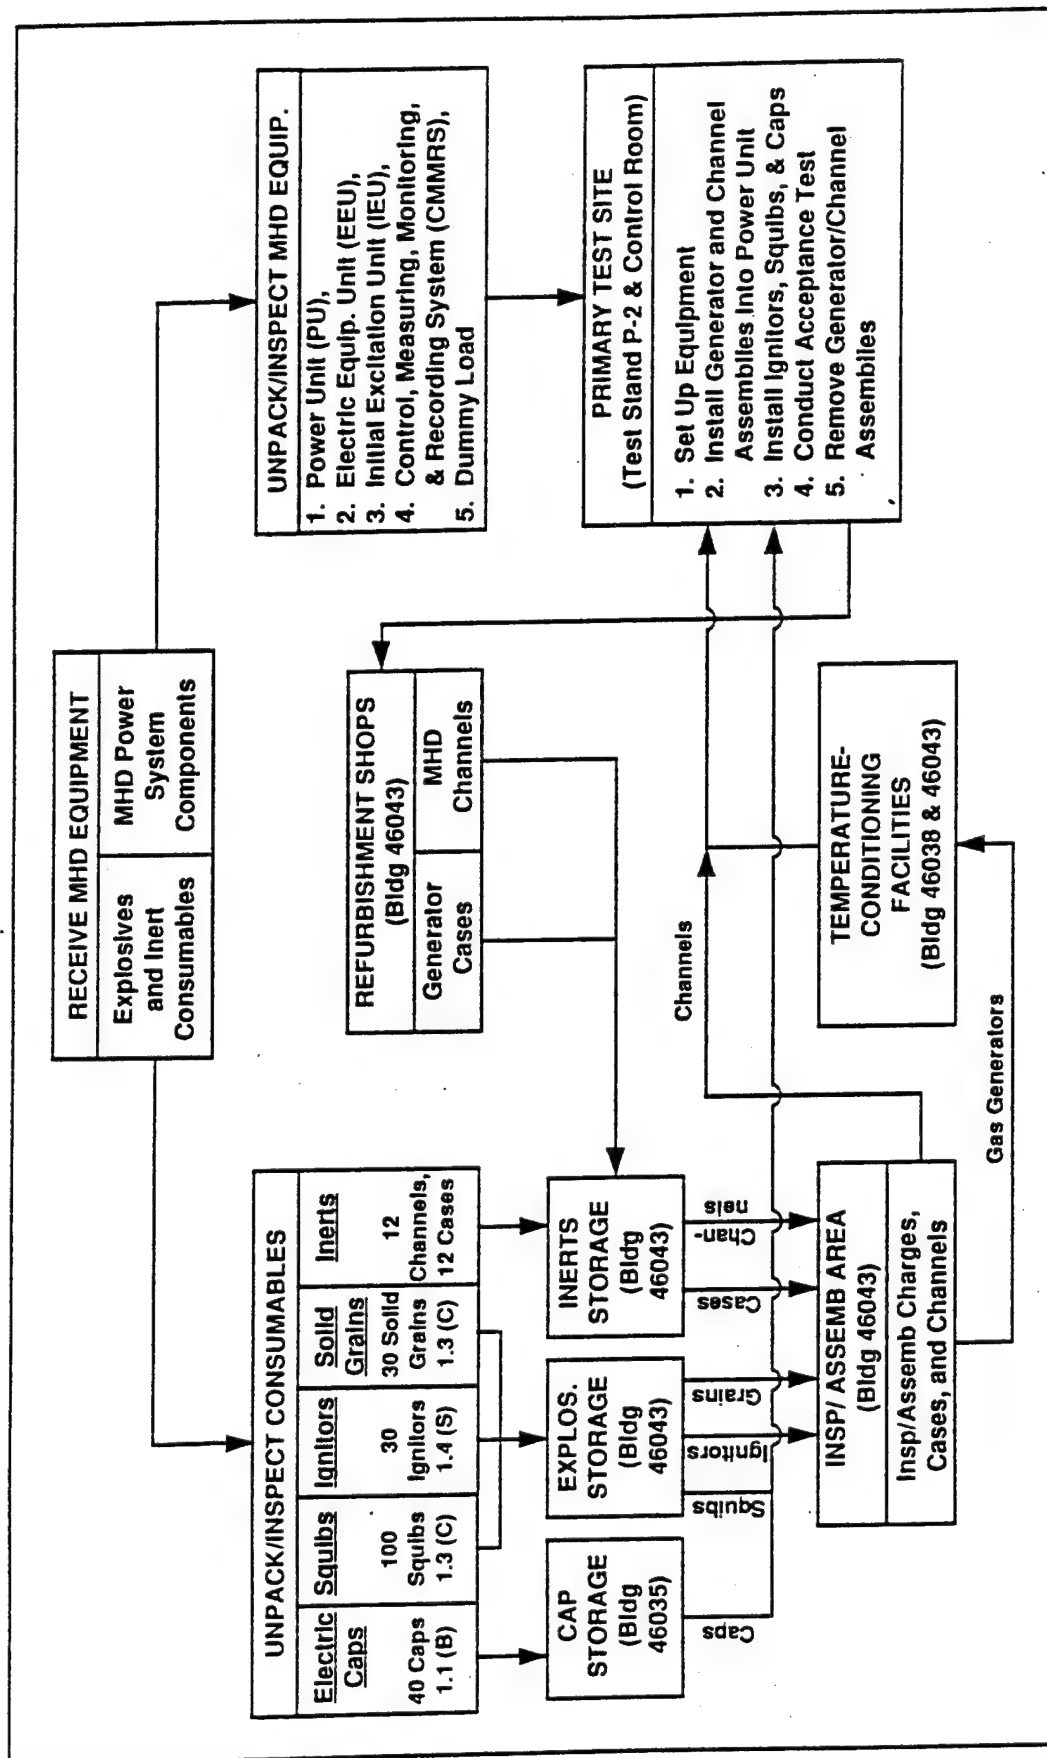 RECEIVE MHD EQUIPMENT
Explosives
and Inert
Consumables
MHD Power
System
Components
UNPACK/INSPECT CONSUMABLES
Electric
Caps
40 Caps
1.1 (B)
Squibs
100
Squibs
1.3 (C)
Ignitors
30
Ignitors
1.4 (S)
Solid
Grains
30 Solid
Grains
1.3 (C)
Inerts
12
Channels,
12 Cases
UNPACK/INSPECT MHD EQUIP.
1. Power Unit (PU),
2. Electric Equip. Unit (EEU),
3. Initial Excitation Unit (IEU),
4. Control, Measuring, Monitoring,
& Recording System (CMMRS),
5. Dummy Load
REFURBISHMENT SHOPS
(Bldg 46043)
Generator
Cases
MHD
Channels
CAP
STORAGE
(Bldg
46035)
EXPLOS.
STORAGE
(Bldg
46043)
INERTS
STORAGE
(Bldg
46043)
PRIMARY TEST SITE
(Test Stand P-2 & Control Room)
1. Set Up Equipment
2. Install Generator and Channel
Assemblies Into Power Unit
3. Install Ignitors, Squibs, & Caps
4. Conduct Acceptance Test
5. Remove Generator/Channel
Assemblies
Caps
Squibs
Ignitors
Grains
Cases
Chan-
nels
Channels
INSP/ ASSEMB AREA
(Bldg 46043)
Insp/Assemb Charges,
Cases, and Channels
TEMPERATURE-
CONDITIONING
FACILITIES
(Bldg 46038 & 46043)
Gas Generators